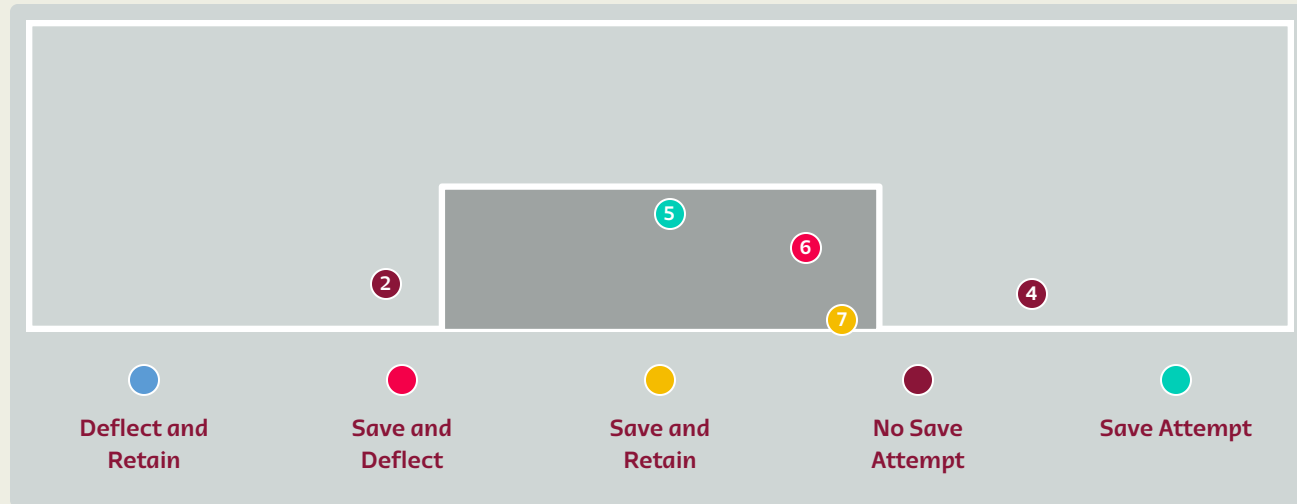 5
6
2
4
7
Deflect and
Retain
Save and
Deflect
Save and
Retain
No Save
Attempt
Save Attempt